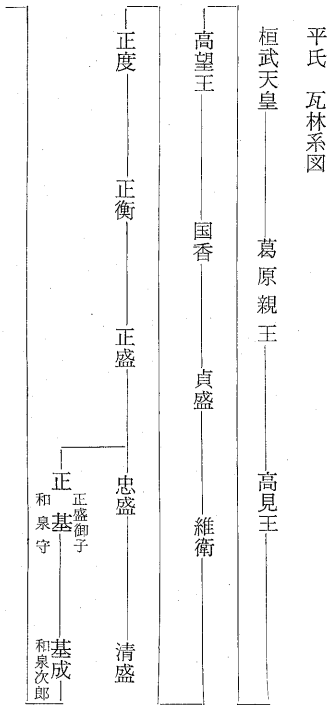 平氏 瓦林系図
桓武天皇 葛原親王 高見王
高望王 国香 貞盛 維衛
正度 正衡 正盛 忠盛 清盛
正盛御子
正基 基成
和泉守 和泉次郎